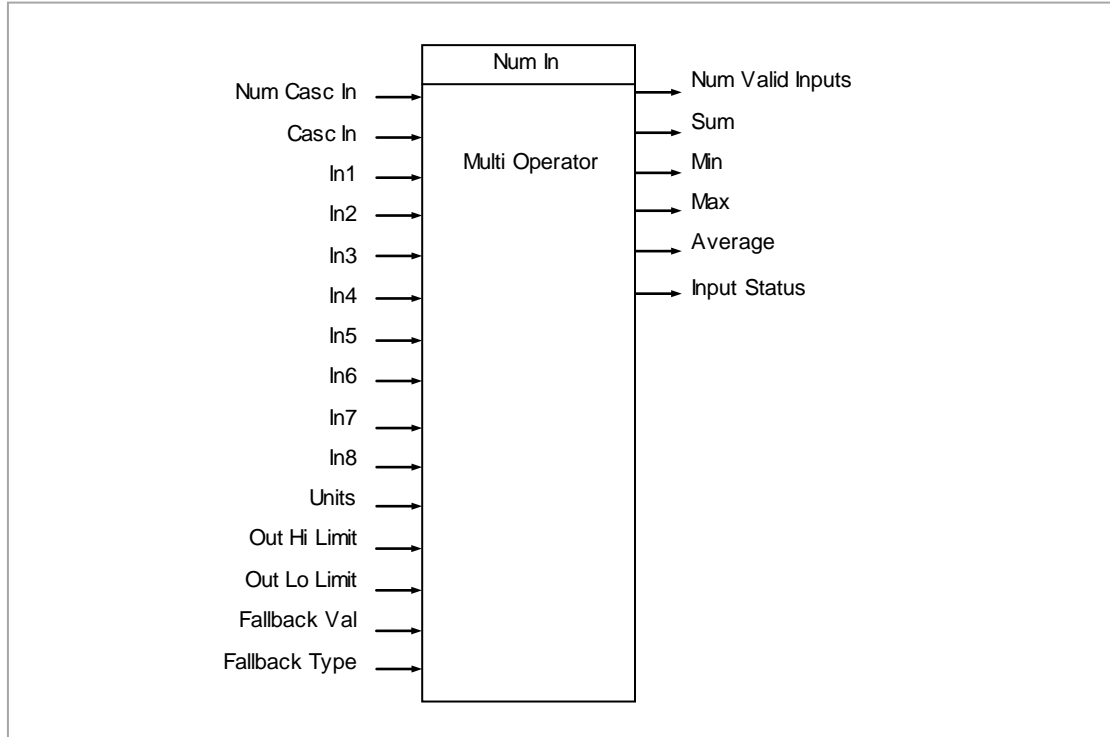 Num In
Multi Operator
Num Casc In
Casc In
In1
In2
In3
In4
In5
In6
In7
In8
Units
Out Hi Limit
Out Lo Limit
Fallback Val
Fallback Type
Num Valid Inputs
Sum
Min
Max
Average
Input Status